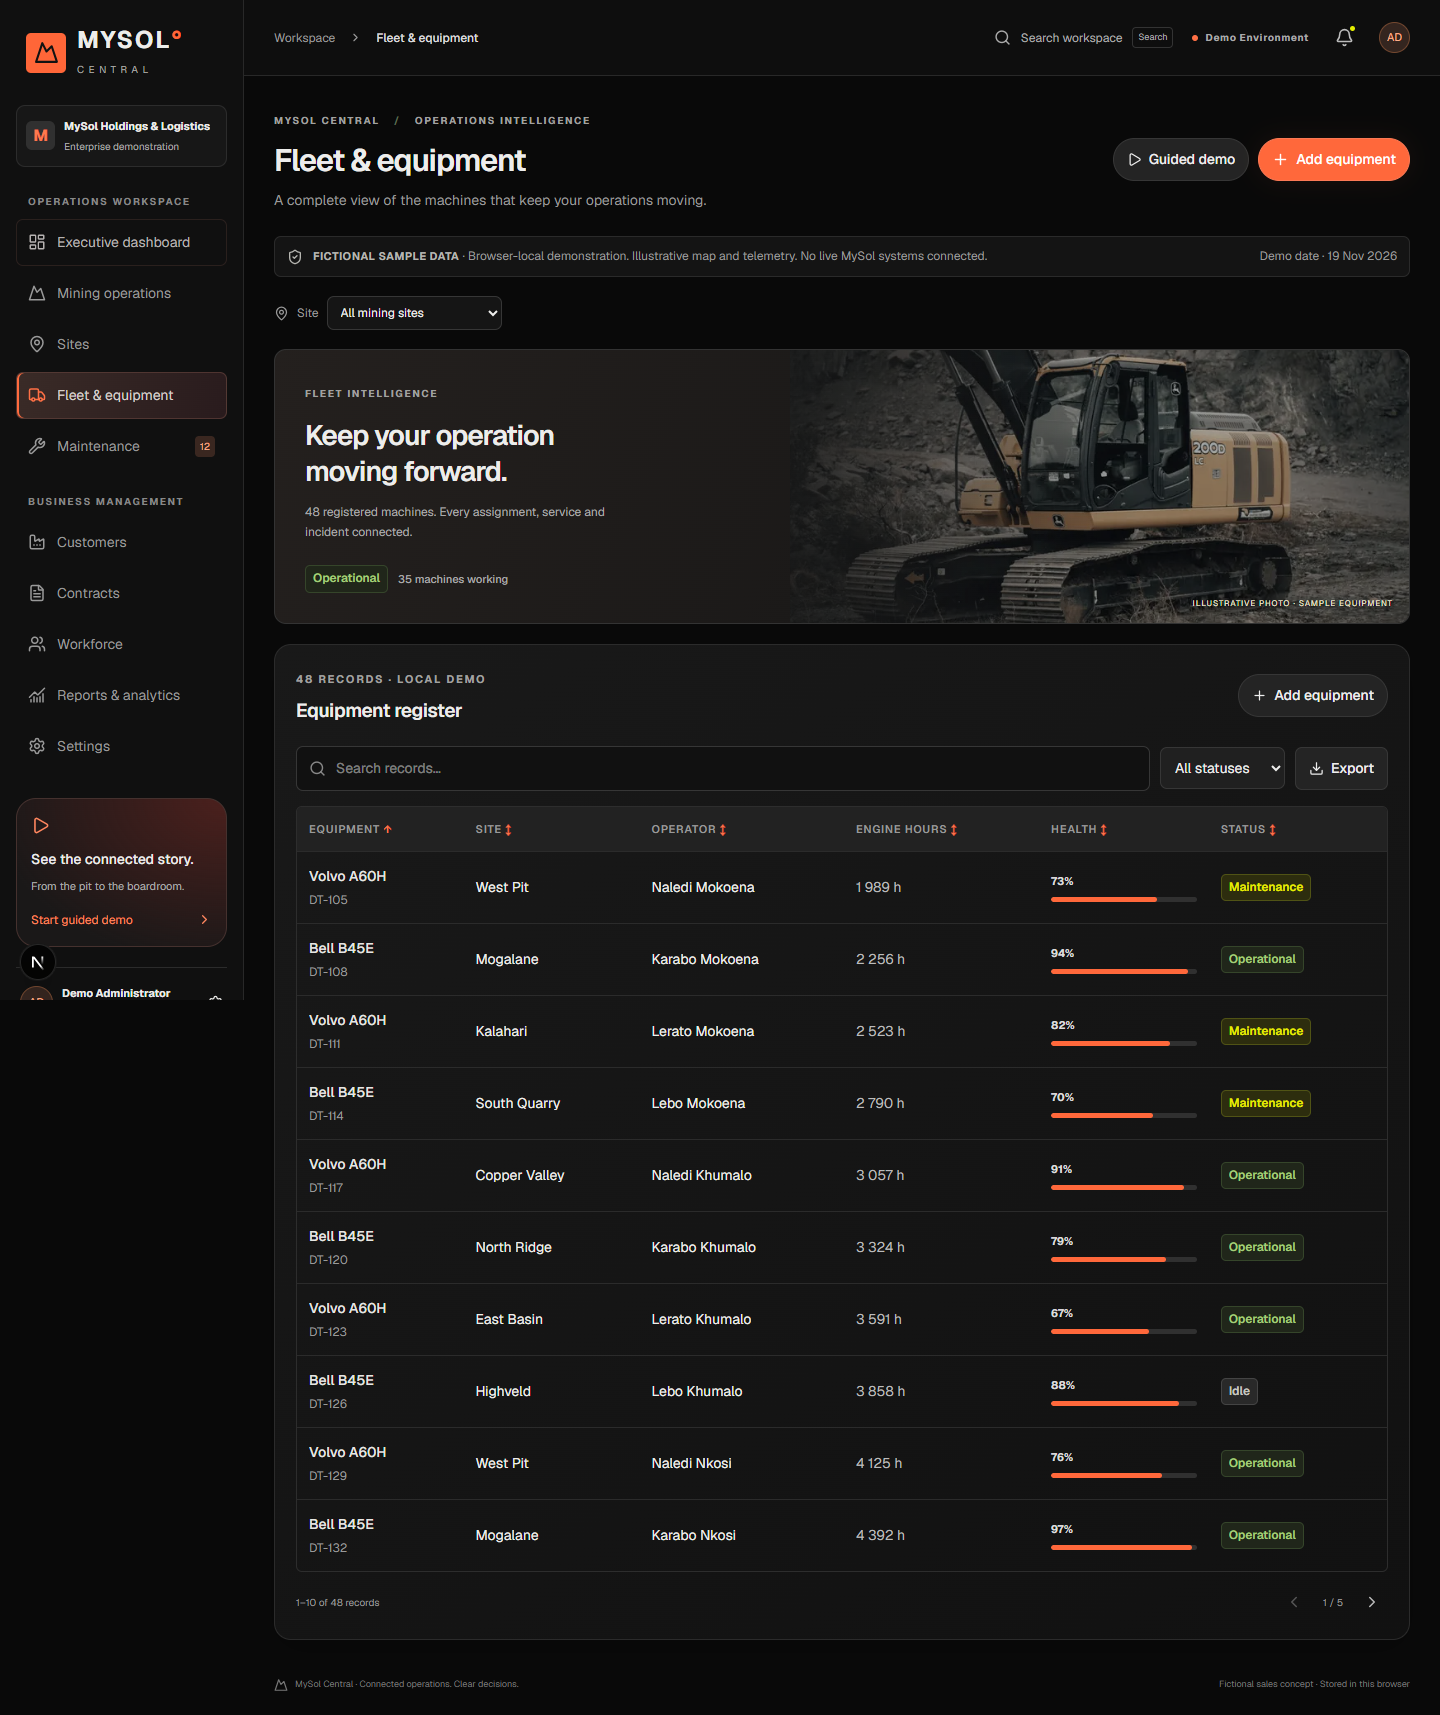 MYSOL
CENTRAL
M
MySol Holdings & Logistics
Enterprise demonstration
OPERATIONS WORKSPACE
Executive dashboard
Mining operations
Sites
Fleet & equipment
Maintenance 12
BUSINESS MANAGEMENT
Customers
Contracts
Workforce
Reports & analytics
Settings
See the connected story.
From the pit to the boardroom.
Start guided demo
N
Demo Administrator
Workspace > Fleet & equipment
Search workspace Search
Demo Environment
AD
MYSOL CENTRAL / OPERATIONS INTELLIGENCE
Fleet & equipment
A complete view of the machines that keep your operations moving.
Guided demo
+ Add equipment
FICTIONAL SAMPLE DATA · Browser-local demonstration. Illustrative map and telemetry. No live MySol systems connected.
Demo date · 19 Nov 2026
Site All mining sites
FLEET INTELLIGENCE
Keep your operation
moving forward.
48 registered machines. Every assignment, service and
incident connected.
Operational 35 machines working
200D
LC
ILLUSTRATIVE PHOTO · SAMPLE EQUIPMENT
48 RECORDS · LOCAL DEMO
Equipment register
+ Add equipment
Search records...
All statuses
Export
EQUIPMENT ↑ SITE ↕ OPERATOR ↕ ENGINE HOURS ↕ HEALTH ↕ STATUS ↕
Volvo A60H
DT-105
West Pit Naledi Mokoena 1 989 h 73% Maintenance
Bell B45E
DT-108
Mogalane Karabo Mokoena 2 256 h 94% Operational
Volvo A60H
DT-111
Kalahari Lerato Mokoena 2 523 h 82% Maintenance
Bell B45E
DT-114
South Quarry Lebo Mokoena 2 790 h 70% Maintenance
Volvo A60H
DT-117
Copper Valley Naledi Khumalo 3 057 h 91% Operational
Bell B45E
DT-120
North Ridge Karabo Khumalo 3 324 h 79% Operational
Volvo A60H
DT-123
East Basin Lerato Khumalo 3 591 h 67% Operational
Bell B45E
DT-126
Highveld Lebo Khumalo 3 858 h 88% Idle
Volvo A60H
DT-129
West Pit Naledi Nkosi 4 125 h 76% Operational
Bell B45E
DT-132
Mogalane Karabo Nkosi 4 392 h 97% Operational
1–10 of 48 records
1 / 5
MySol Central · Connected operations. Clear decisions.
Fictional sales concept · Stored in this browser